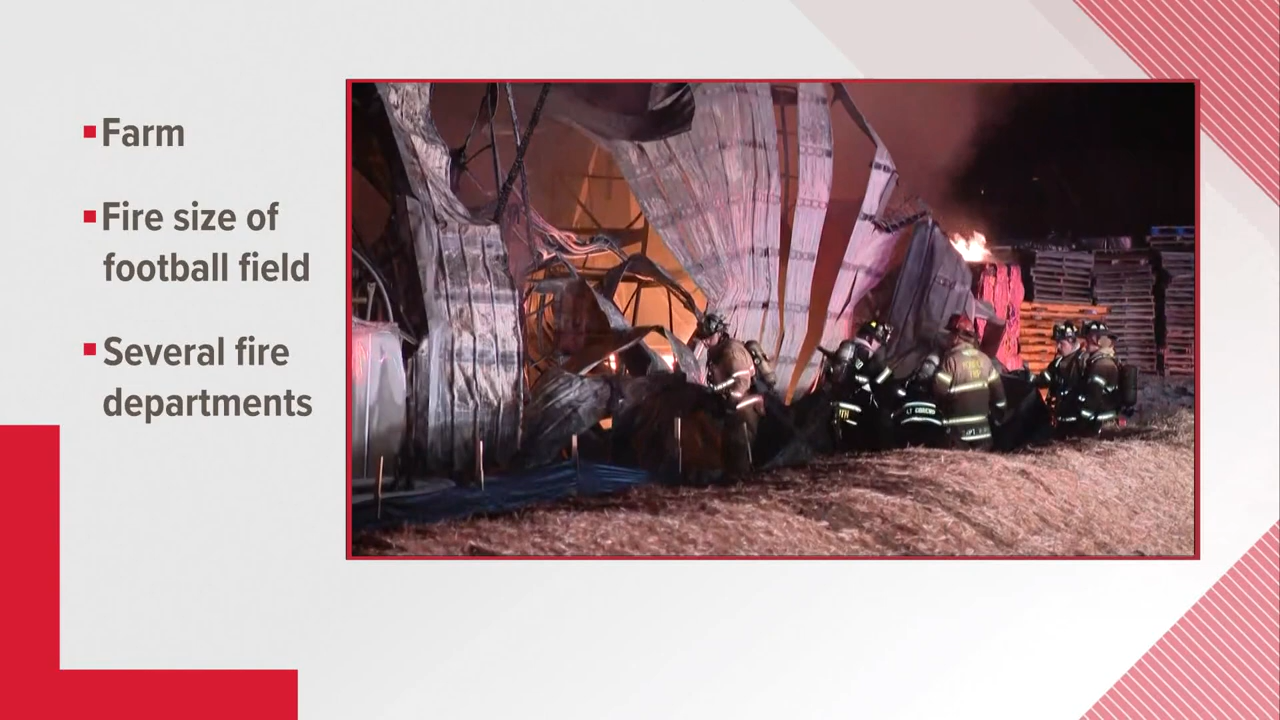 Farm
Fire size of
football field
Several fire
departments